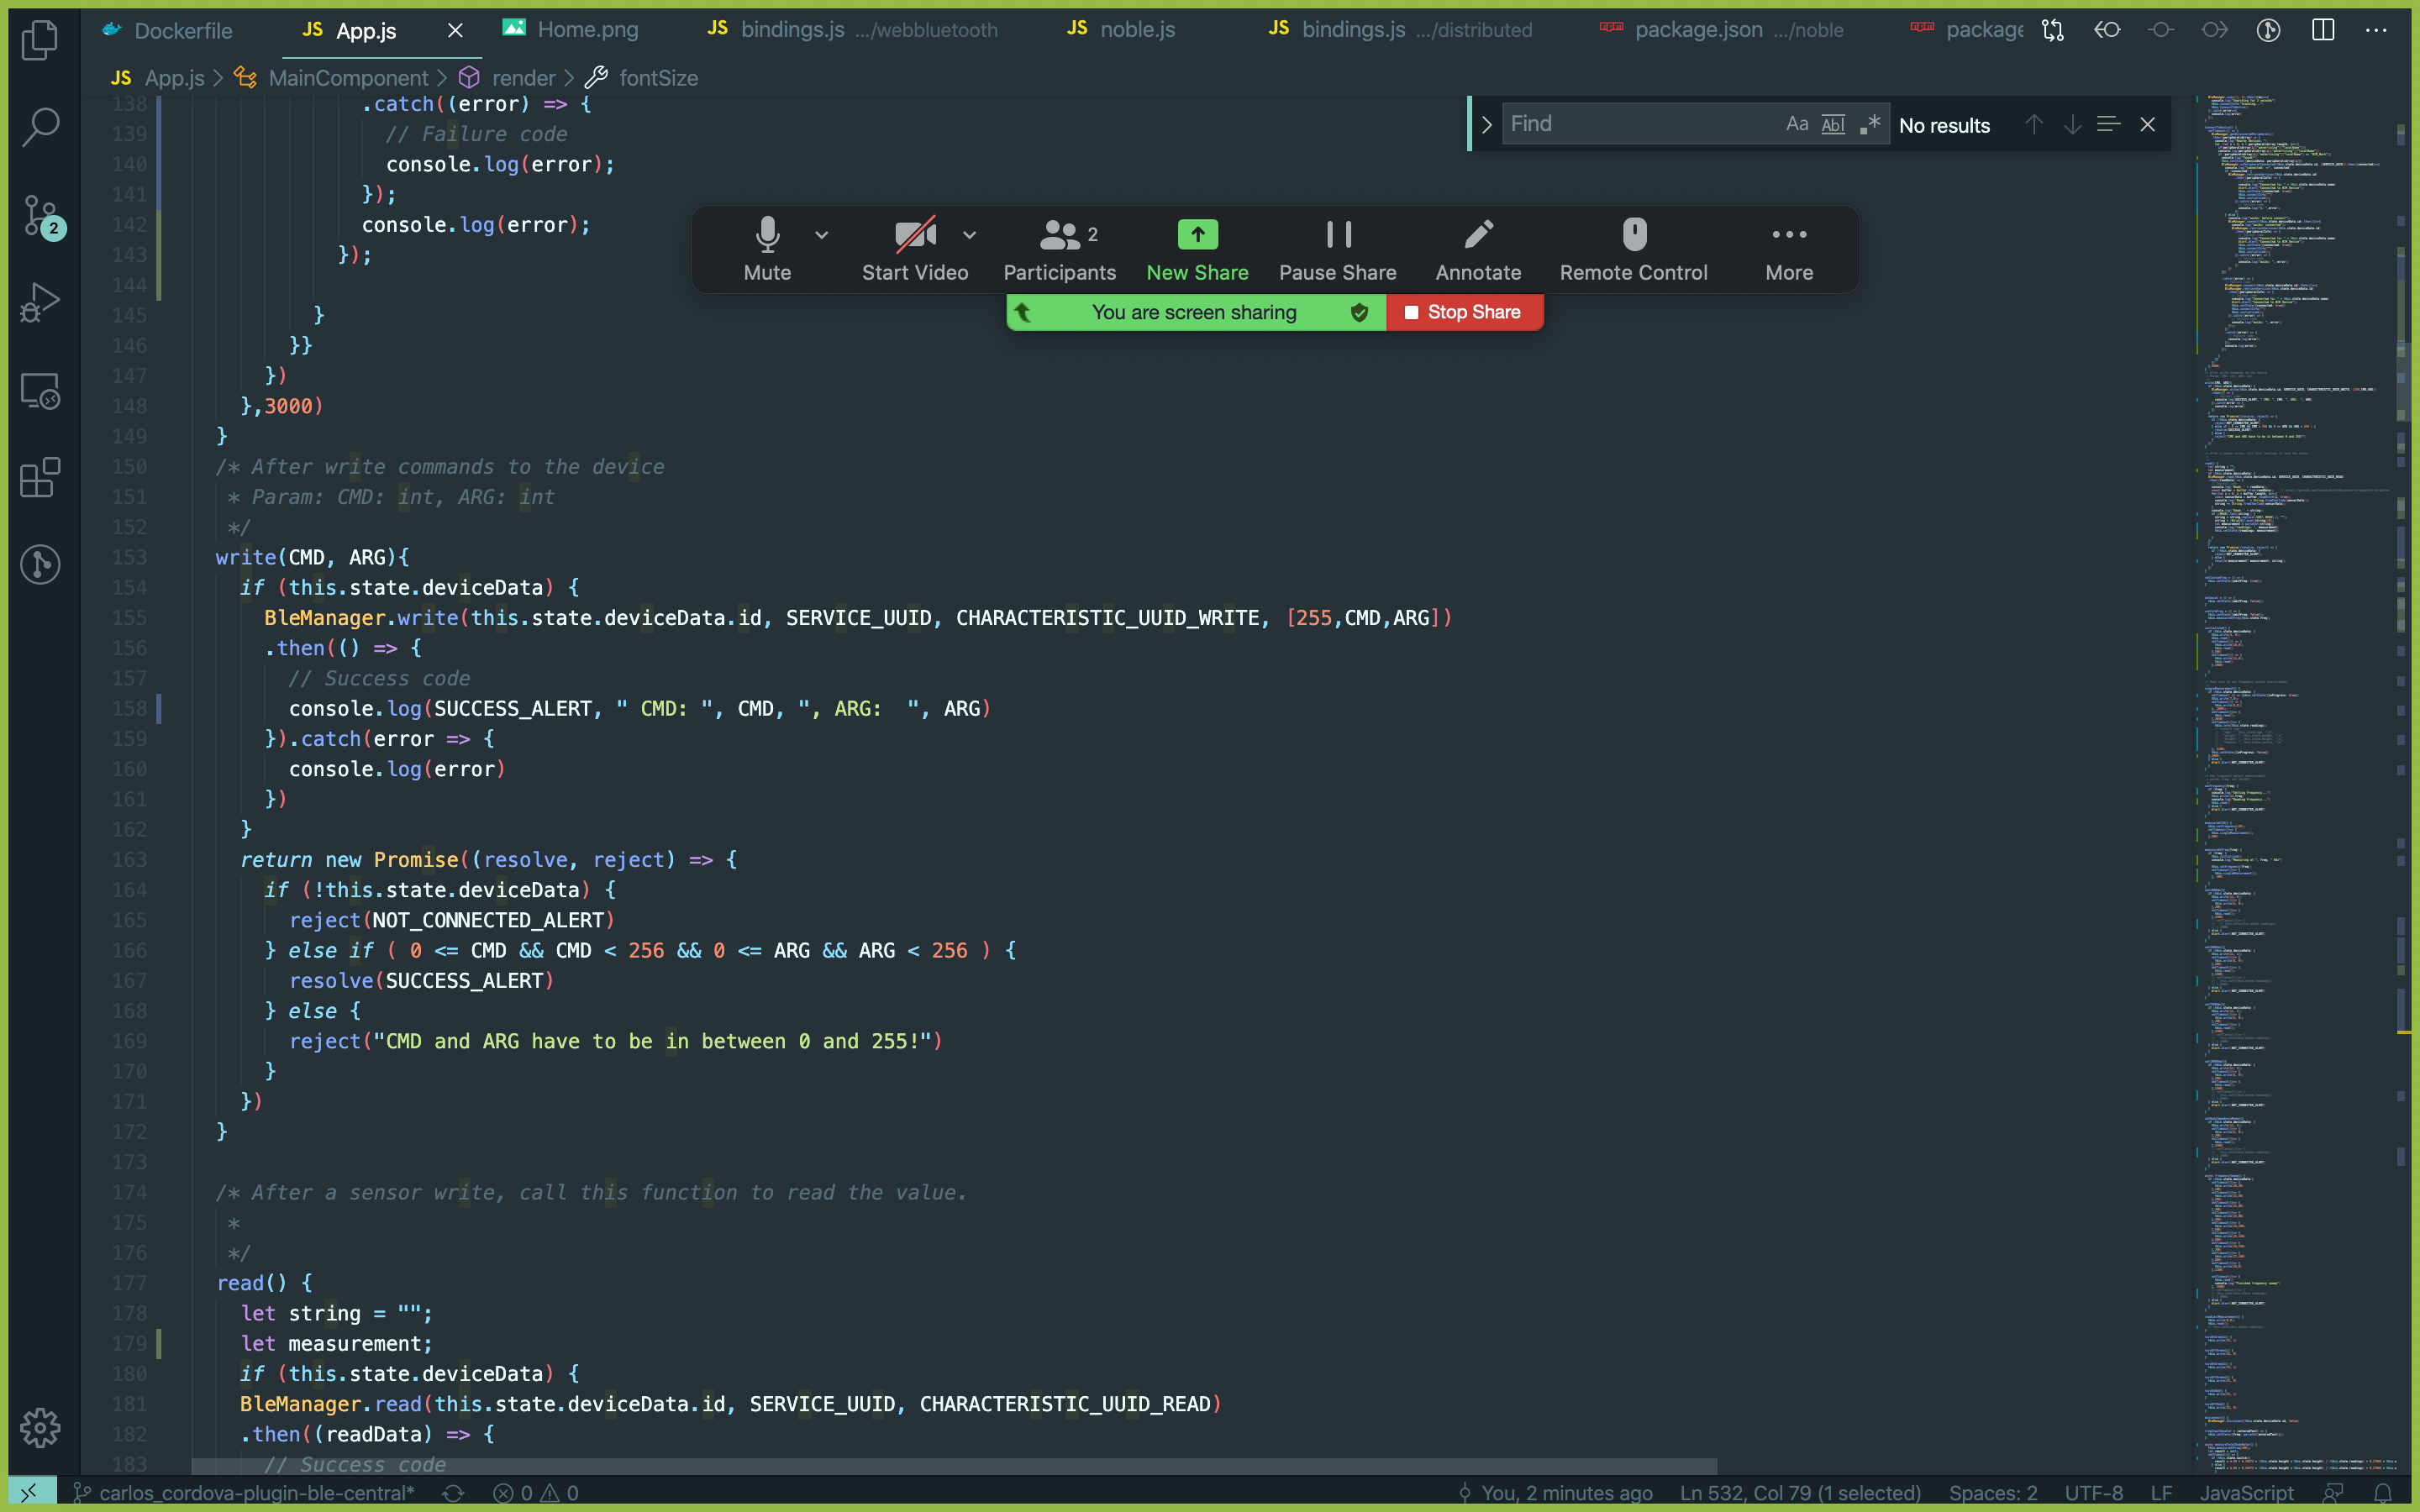 Dockerfile
JS App.js
Home.png
JS bindings.js .../webbluetooth
JS noble.js
JS bindings.js .../distributed
package.json .../noble
package
JS App.js > MainComponent > render > fontSize
Find
Aa Abl .*
No results
138 .catch((error) => {
139 // Failure code
140 console.log(error);
141 });
142 console.log(error);
143 });
144
145 }
146 }}
147 })
148 },3000)
149 }
150 /* After write commands to the device
151 * Param: CMD: int, ARG: int
152 */
153 write(CMD, ARG){
154 if (this.state.deviceData) {
155 BleManager.write(this.state.deviceData.id, SERVICE_UUID, CHARACTERISTIC_UUID_WRITE, [255,CMD,ARG])
156 .then(() => {
157 // Success code
158 console.log(SUCCESS_ALERT, " CMD: ", CMD, ", ARG:  ", ARG)
159 }).catch(error => {
160 console.log(error)
161 })
162 }
163 return new Promise((resolve, reject) => {
164 if (!this.state.deviceData) {
165 reject(NOT_CONNECTED_ALERT)
166 } else if ( 0 <= CMD && CMD < 256 && 0 <= ARG && ARG < 256 ) {
167 resolve(SUCCESS_ALERT)
168 } else {
169 reject("CMD and ARG have to be in between 0 and 255!")
170 }
171 })
172 }
173
174 /* After a sensor write, call this function to read the value.
175 *
176 */
177 read() {
178 let string = "";
179 let measurement;
180 if (this.state.deviceData) {
181 BleManager.read(this.state.deviceData.id, SERVICE_UUID, CHARACTERISTIC_UUID_READ)
182 .then((readData) => {
183 // Success code
Mute
Start Video
2
Participants
New Share
Pause Share
Annotate
Remote Control
More
You are screen sharing
Stop Share
2
carlos_cordova-plugin-ble-central*
0 0
You, 2 minutes ago
Ln 532, Col 79 (1 selected)
Spaces: 2
UTF-8
LF
JavaScript